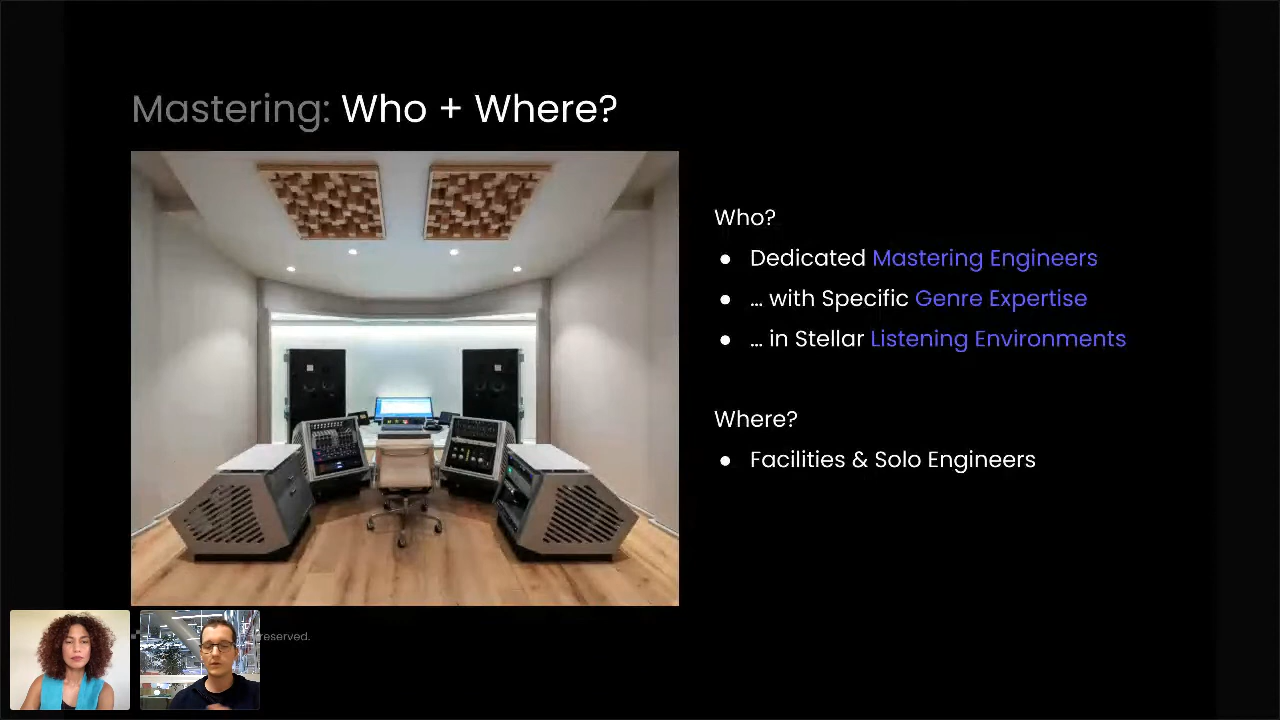 Mastering: Who + Where?
Who?
● Dedicated Mastering Engineers
● … with Specific Genre Expertise
● … in Stellar Listening Environments
Where?
● Facilities & Solo Engineers
reserved.